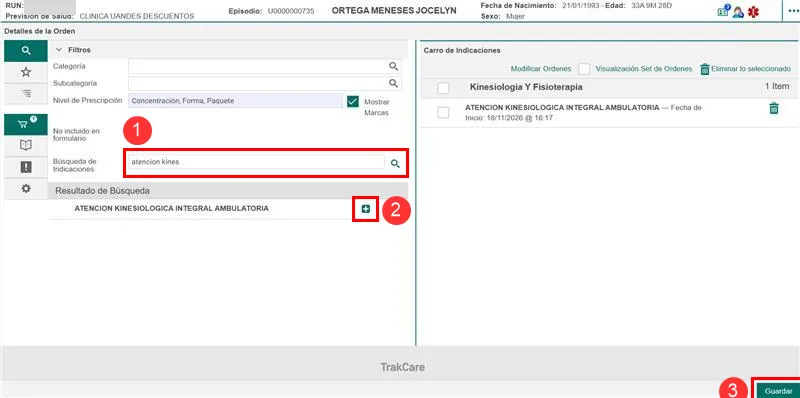 RUN:
Previsión de Salud: CLINICA UANDES DESCUENTOS
Episodio: U0000000735
ORTEGA MENESES JOCELYN
Fecha de Nacimiento: 21/01/1993 - Edad: 33A 9M 28D
Sexo: Mujer
Detalles de la Orden
Filtros
Categoría
Subcategoría
Nivel de Prescripción Concentración, Forma, Paquete Mostrar Marcas
No incluido en formulario
1
Búsqueda de Indicaciones atencion kines
Resultado de Búsqueda
ATENCION KINESIOLOGICA INTEGRAL AMBULATORIA
2
Carro de Indicaciones
Modificar Ordenes Visualización Set de Ordenes Eliminar lo seleccionado
Kinesiología Y Fisioterapia 1 Item
ATENCION KINESIOLOGICA INTEGRAL AMBULATORIA — Fecha de
Inicio: 18/11/2026 @ 16:17
TrakCare
3
Guardar